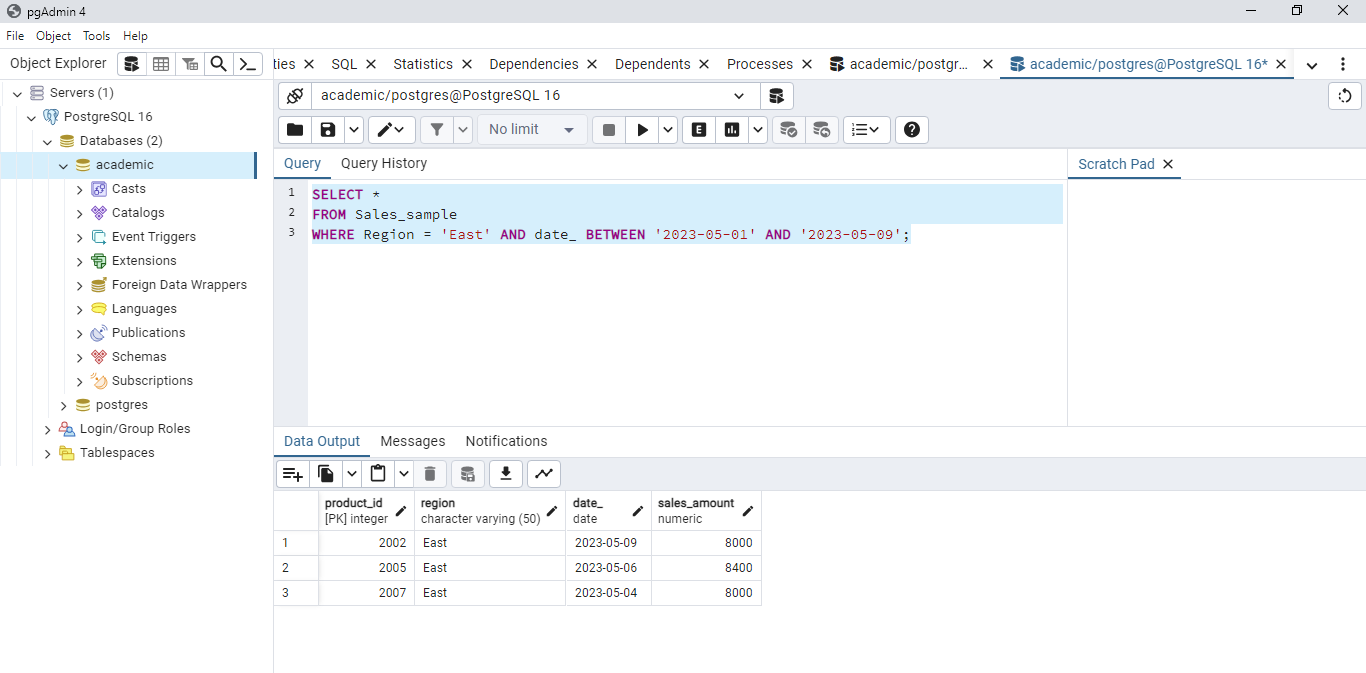 pgAdmin 4
File Object Tools Help
Object Explorer
ties SQL Statistics Dependencies Dependents Processes academic/postgr... academic/postgres@PostgreSQL 16*
Servers (1)
PostgreSQL 16
Databases (2)
academic
Casts
Catalogs
Event Triggers
Extensions
Foreign Data Wrappers
Languages
Publications
Schemas
Subscriptions
postgres
Login/Group Roles
Tablespaces
academic/postgres@PostgreSQL 16
No limit
E
Query Query History
Scratch Pad
1 SELECT *
2 FROM Sales_sample
3 WHERE Region = 'East' AND date_ BETWEEN '2023-05-01' AND '2023-05-09';
Data Output Messages Notifications
product_id region date_ sales_amount
[PK] integer character varying (50) date numeric
1 2002 East 2023-05-09 8000
2 2005 East 2023-05-06 8400
3 2007 East 2023-05-04 8000